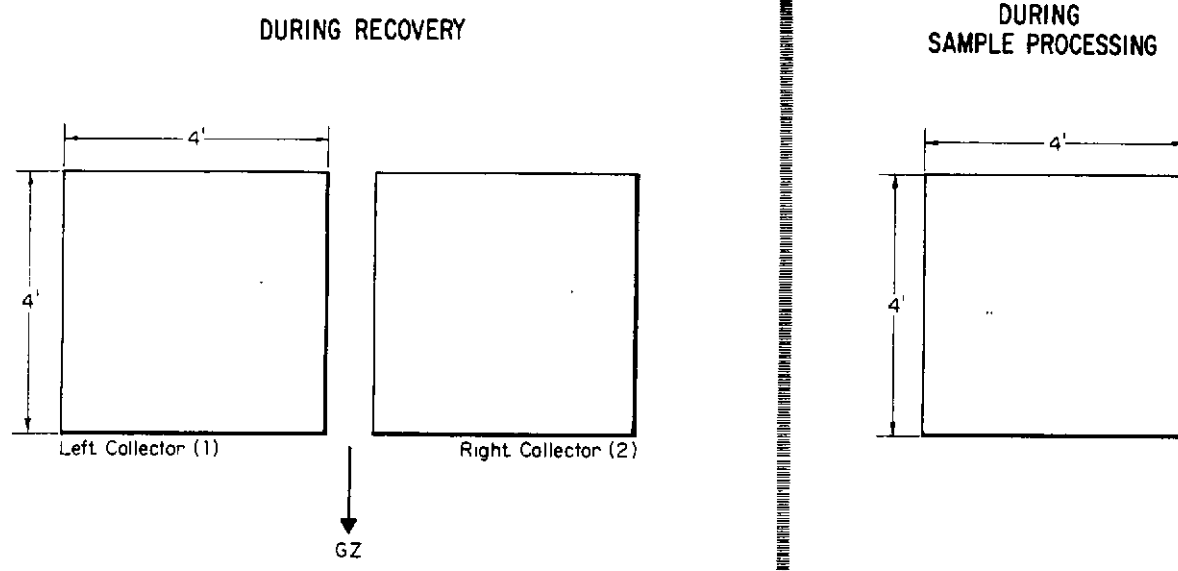 DURING RECOVERY
4'
4'
Left Collector (1)
Right Collector (2)
GZ
DURING
SAMPLE PROCESSING
4'
4'